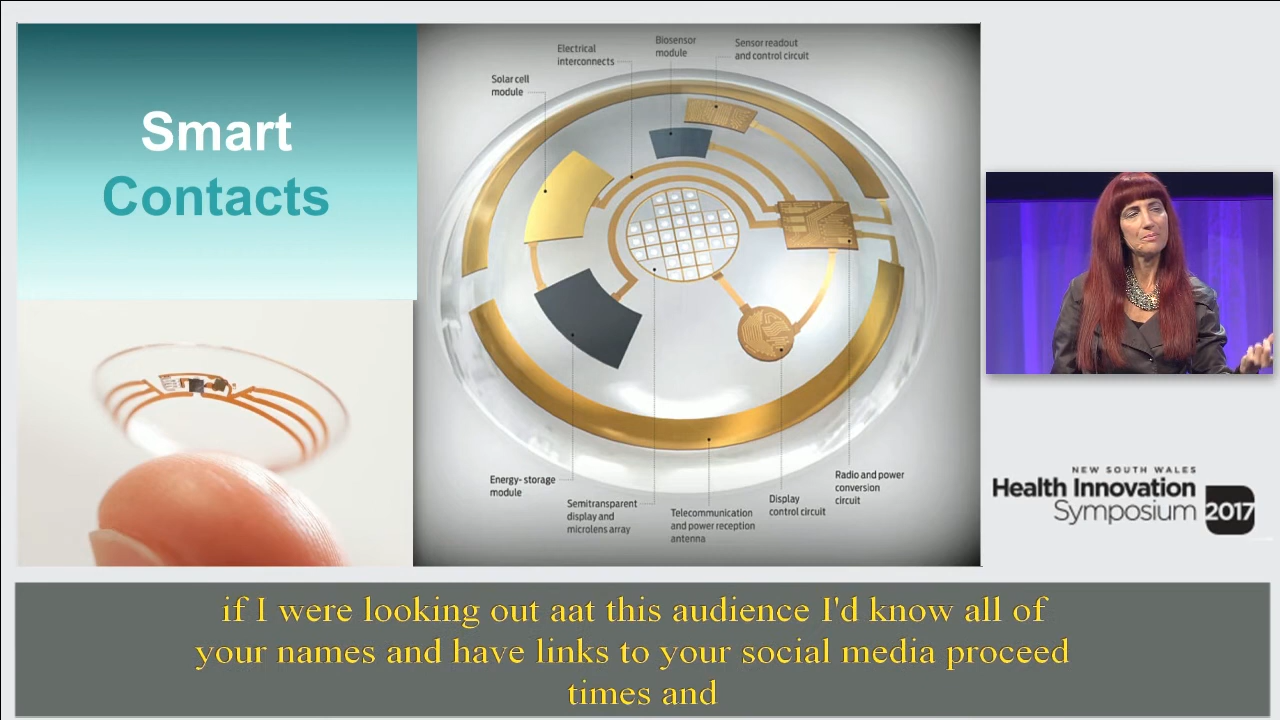 Smart
Contacts
Electrical
interconnects
Biosensor
module
Sensor readout
and control circuit
Solar cell
module
Energy- storage
module
Semitransparent
display and
microlens array
Telecommunication
and power reception
antenna
Display
control circuit
Radio and power
conversion
circuit
NEW SOUTH WALES
Health Innovation
Symposium 2017
if I were looking out aat this audience I'd know all of
your names and have links to your social media proceed
times and